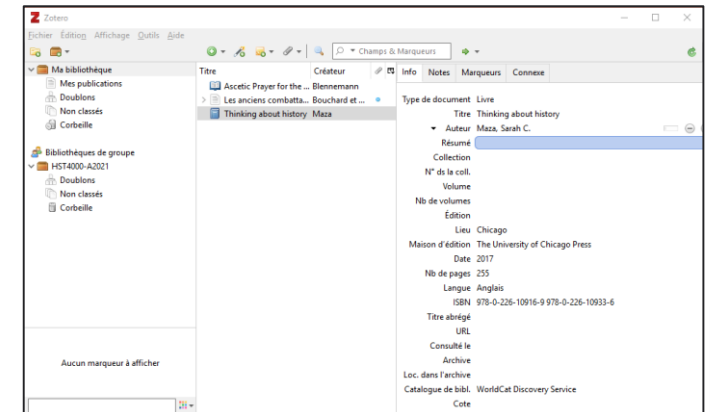 Zotero
Fichier Édition Affichage Outils Aide
Champs & Marqueurs
Ma bibliothèque
Mes publications
Doublons
Non classés
Corbeille
Bibliothèques de groupe
HST4000-A2021
Doublons
Non classés
Corbeille
Aucun marqueur à afficher
Titre Créateur
Ascetic Prayer for the ... Blennemann
Les anciens combatta... Bouchard et ...
Thinking about history Maza
Info Notes Marqueurs Connexe
Type de document Livre
Titre Thinking about history
Auteur Maza, Sarah C.
Résumé
Collection
N° ds la coll.
Volume
Nb de volumes
Édition
Lieu Chicago
Maison d'édition The University of Chicago Press
Date 2017
Nb de pages 255
Langue Anglais
ISBN 978-0-226-10916-9 978-0-226-10933-6
Titre abrégé
URL
Consulté le
Archive
Loc. dans l'archive
Catalogue de bibl. WorldCat Discovery Service
Cote